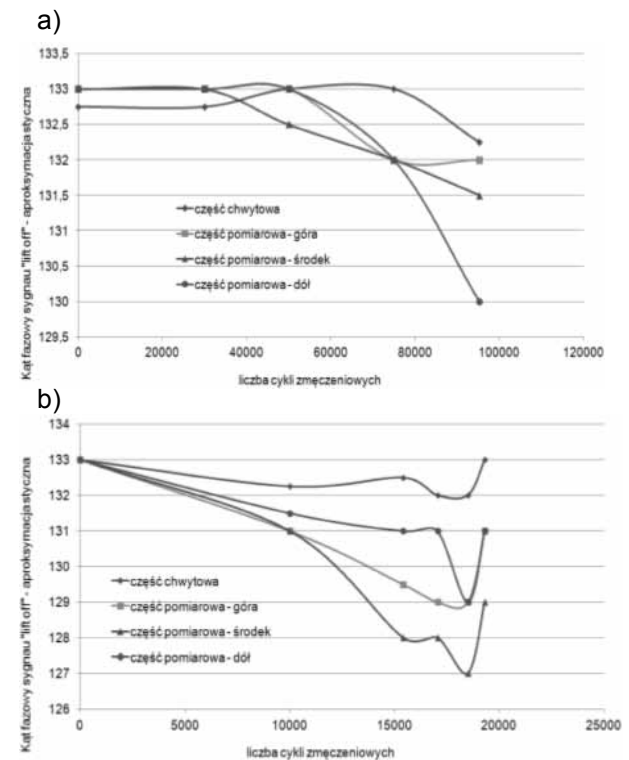 a)
Kąt fazowy sygnau "lift off" - aproksymacja styczna
133,5
133
132,5
132
131,5
131
130,5
130
129,5
część chwytowa
część pomiarowa - góra
część pomiarowa - środek
część pomiarowa - dół
0 20000 40000 60000 80000 100000 120000
liczba cykli zmęczeniowych
b)
Kąt fazowy sygnau "lift off" - aproksymacja styczna
134
133
132
131
130
129
128
127
126
część chwytowa
część pomiarowa - góra
część pomiarowa - środek
część pomiarowa - dół
0 5000 10000 15000 20000 25000
liczba cykli zmęczeniowych